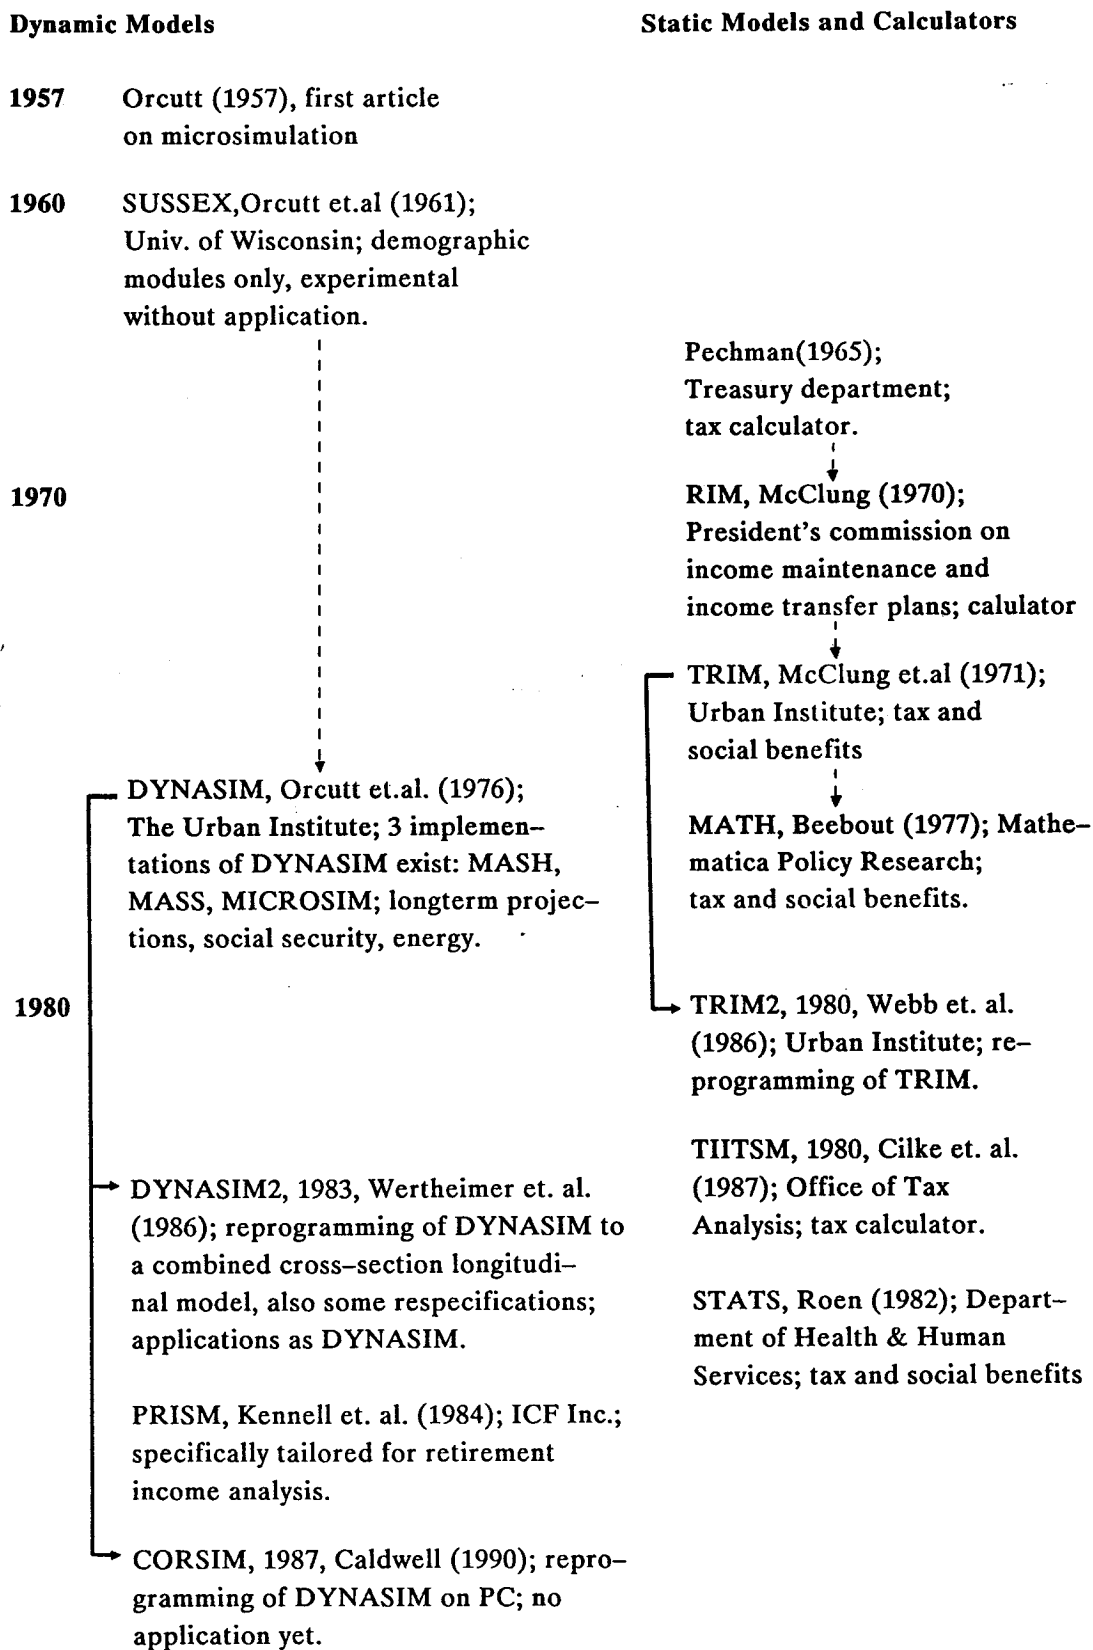 Dynamic Models
Static Models and Calculators
1957 Orcutt (1957), first article
on microsimulation
1960 SUSSEX,Orcutt et.al (1961);
Univ. of Wisconsin; demographic
modules only, experimental
without application.
Pechman(1965);
Treasury department;
tax calculator.
1970
RIM, McClung (1970);
President's commission on
income maintenance and
income transfer plans; calulator
TRIM, McClung et.al (1971);
Urban Institute; tax and
social benefits
DYNASIM, Orcutt et.al. (1976);
The Urban Institute; 3 implemen-
tations of DYNASIM exist: MASH,
MASS, MICROSIM; longterm projec-
tions, social security, energy.
MATH, Beebout (1977); Mathe-
matica Policy Research;
tax and social benefits.
1980
TRIM2, 1980, Webb et. al.
(1986); Urban Institute; re-
programming of TRIM.
TIITSM, 1980, Cilke et. al.
(1987); Office of Tax
Analysis; tax calculator.
DYNASIM2, 1983, Wertheimer et. al.
(1986); reprogramming of DYNASIM to
a combined cross-section longitudi-
nal model, also some respecifications;
applications as DYNASIM.
STATS, Roen (1982); Depart-
ment of Health & Human
Services; tax and social benefits
PRISM, Kennell et. al. (1984); ICF Inc.;
specifically tailored for retirement
income analysis.
CORSIM, 1987, Caldwell (1990); repro-
gramming of DYNASIM on PC; no
application yet.